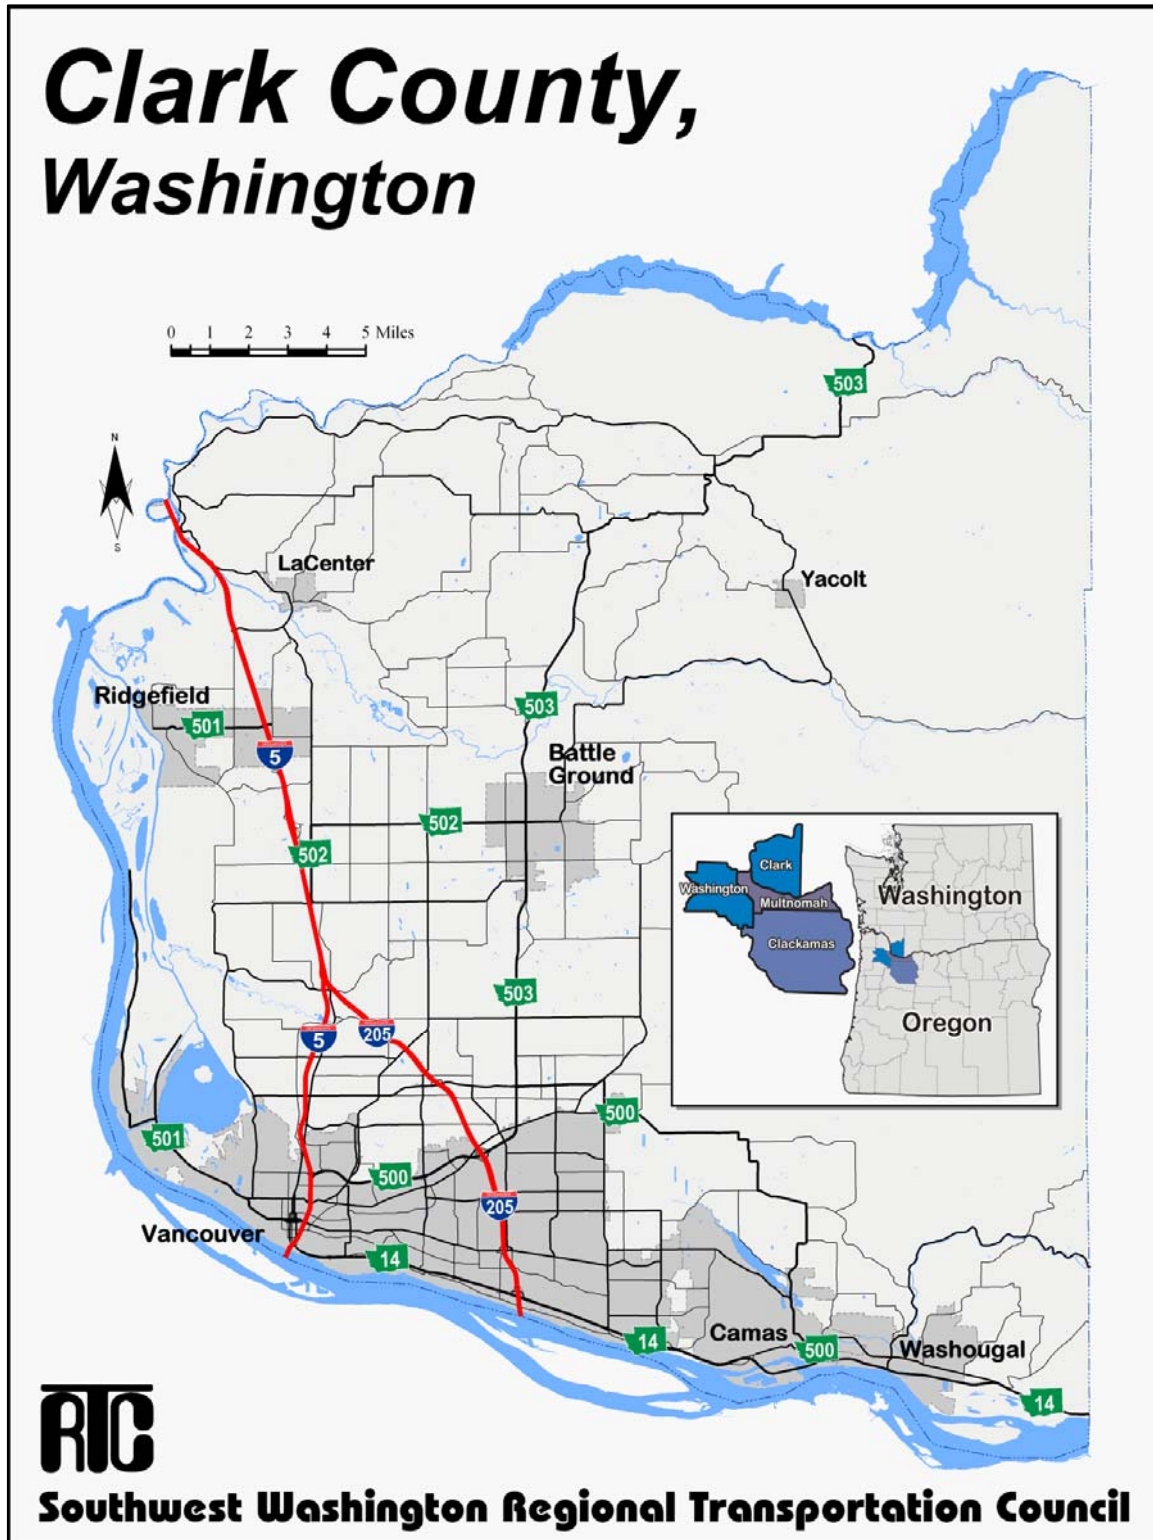 Clark County,
Washington
0 1 2 3 4 5 Miles
503
N
S
LaCenter
Yacolt
Ridgefield
501
503
5
Battle
Ground
502
502
Clark
Washington
Multnomah
Clackamas
Washington
Oregon
503
5
205
500
501
500
205
Vancouver
14
14
Camas
500
Washougal
14
RTC
Southwest Washington Regional Transportation Council